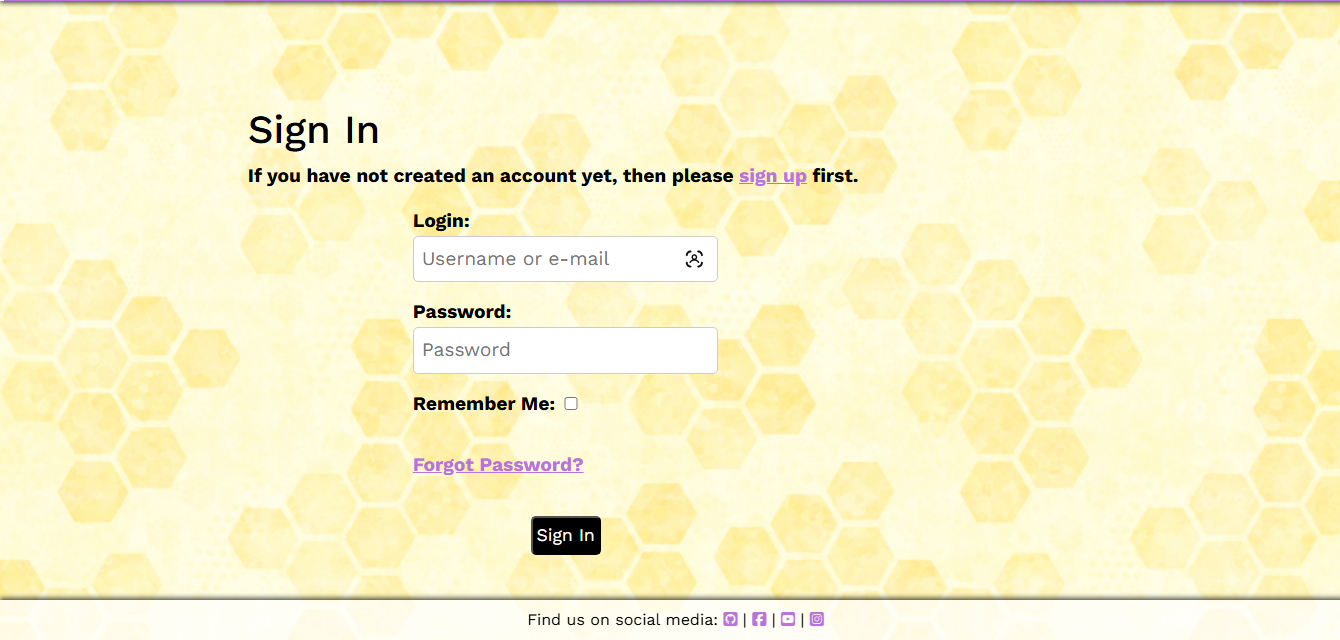 Sign In
If you have not created an account yet, then please sign up first.
Login:
Username or e-mail
Password:
Password
Remember Me:
Forgot Password?
Sign In
Find us on social media: | | |